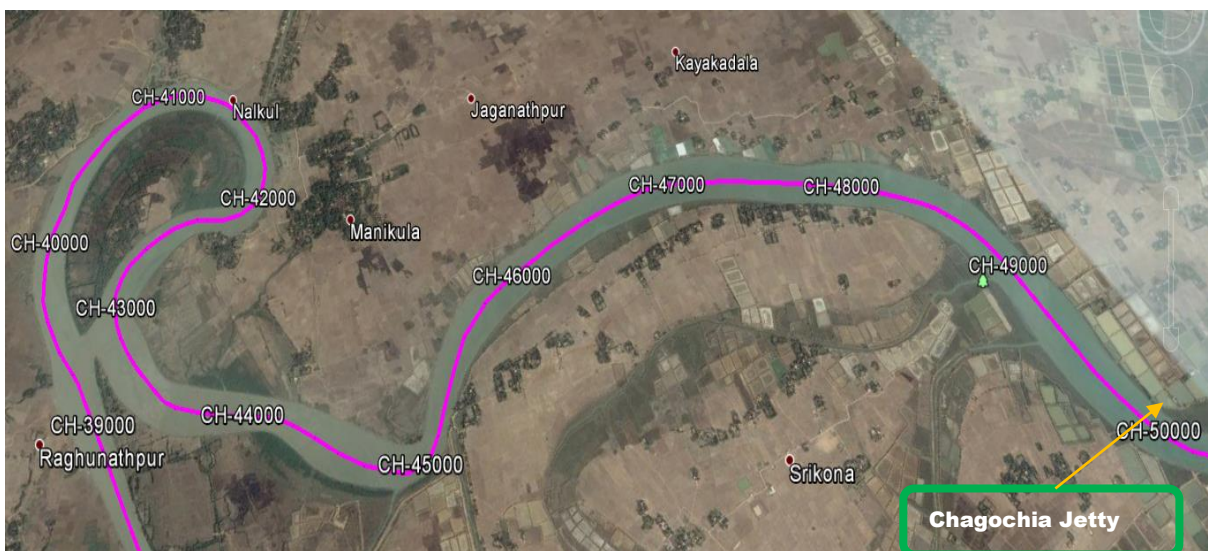 Kayakadala
CH-41000
Nalkul
Jaganathpur
CH-47000
CH-48000
CH-42000
Manikula
CH-40000
CH-49000
CH-46000
CH-43000
CH-44000
CH-39000
CH-50000
Raghunathpur
CH-45000
Srikona
Chagochia Jetty